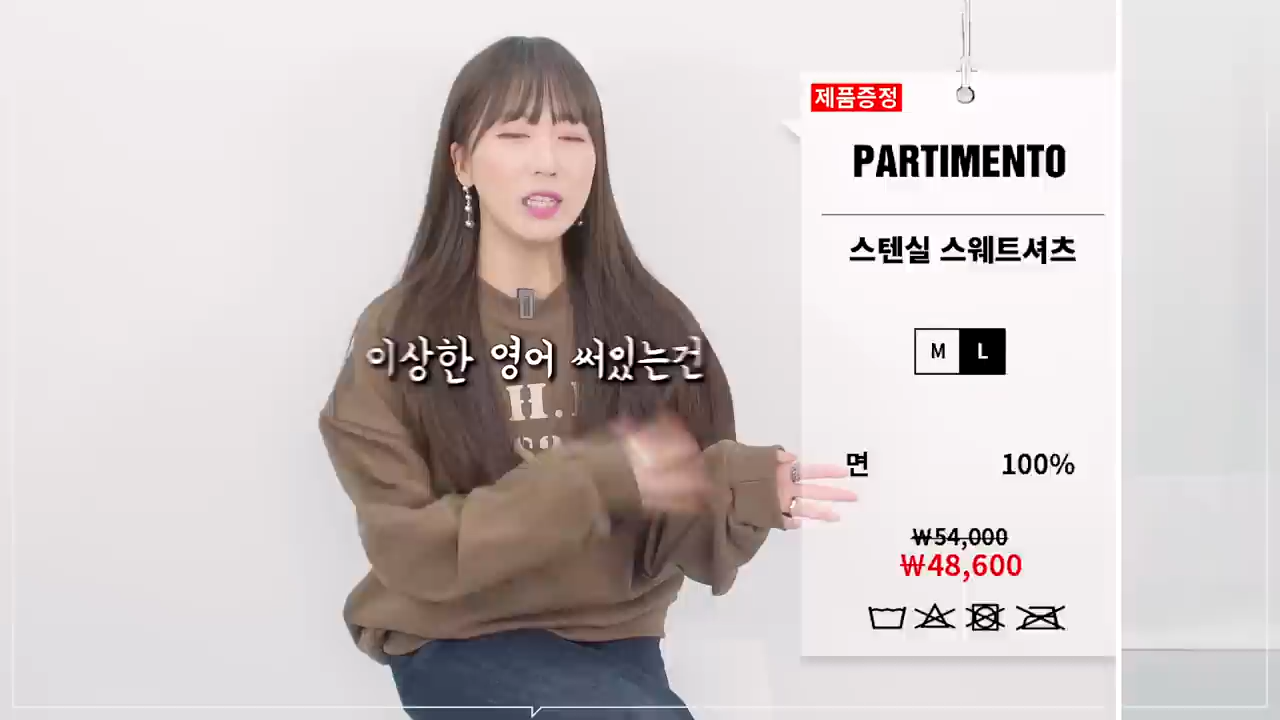 제품증정
PARTIMENTO
스텐실 스웨트셔츠
M L
면 100%
₩54,000
₩48,600
이상한 영어 써있는건
H.